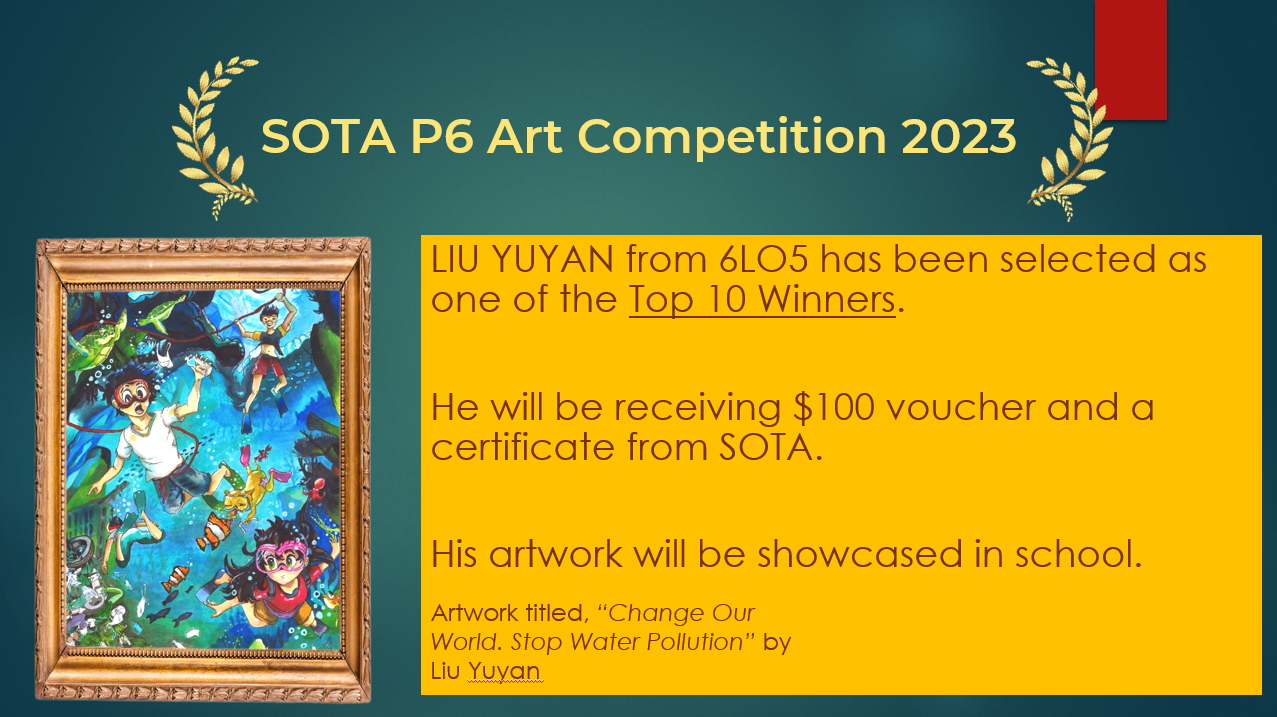 SOTA P6 Art Competition 2023
LIU YUYAN from 6LO5 has been selected as
one of the Top 10 Winners.
He will be receiving $100 voucher and a
certificate from SOTA.
His artwork will be showcased in school.
Artwork titled, “Change Our
World. Stop Water Pollution” by
Liu Yuyan